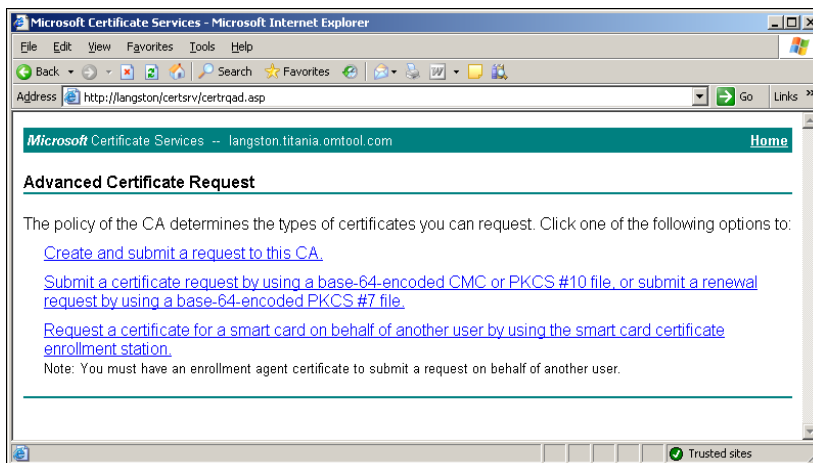 Microsoft Certificate Services - Microsoft Internet Explorer
File Edit View Favorites Tools Help
Back Search Favorites
Address http://langston/certsrv/certrqad.asp Go Links »
Microsoft Certificate Services -- langston.titania.omtool.com Home
Advanced Certificate Request
The policy of the CA determines the types of certificates you can request. Click one of the following options to:
Create and submit a request to this CA.
Submit a certificate request by using a base-64-encoded CMC or PKCS #10 file, or submit a renewal
request by using a base-64-encoded PKCS #7 file.
Request a certificate for a smart card on behalf of another user by using the smart card certificate
enrollment station.
Note: You must have an enrollment agent certificate to submit a request on behalf of another user.
Trusted sites